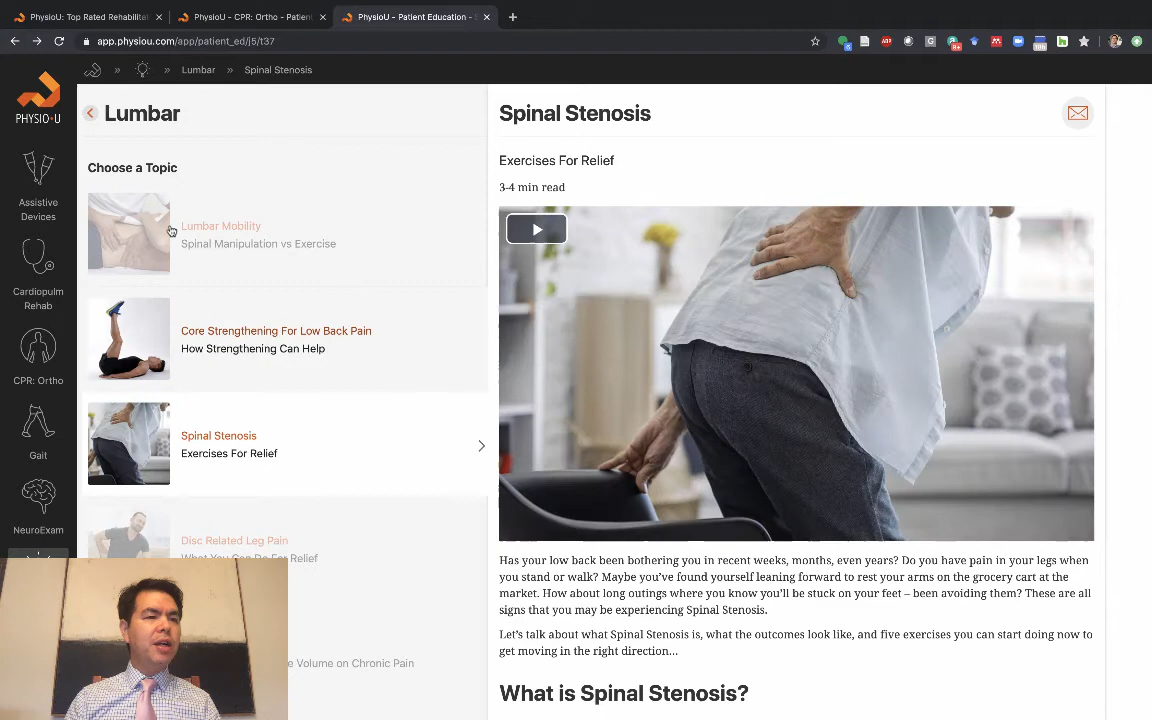 PhysioU: Top Rated Rehabilitat
PhysioU - CPR: Ortho - Patient
PhysioU - Patient Education -
app.physiou.com/app/patient_ed/j5/t37
» » Lumbar » Spinal Stenosis
PHYSIO U
Assistive
Devices
Cardiopulm
Rehab
CPR: Ortho
Gait
NeuroExam
Lumbar
Choose a Topic
Lumbar Mobility
Spinal Manipulation vs Exercise
Core Strengthening For Low Back Pain
How Strengthening Can Help
Spinal Stenosis
Exercises For Relief
Disc Related Leg Pain
What You Can Do For Relief
e Volume on Chronic Pain
Spinal Stenosis
Exercises For Relief
3-4 min read
Has your low back been bothering you in recent weeks, months, even years? Do you have pain in your legs when
you stand or walk? Maybe you've found yourself leaning forward to rest your arms on the grocery cart at the
market. How about long outings where you know you'll be stuck on your feet – been avoiding them? These are all
signs that you may be experiencing Spinal Stenosis.
Let's talk about what Spinal Stenosis is, what the outcomes look like, and five exercises you can start doing now to
get moving in the right direction...
What is Spinal Stenosis?